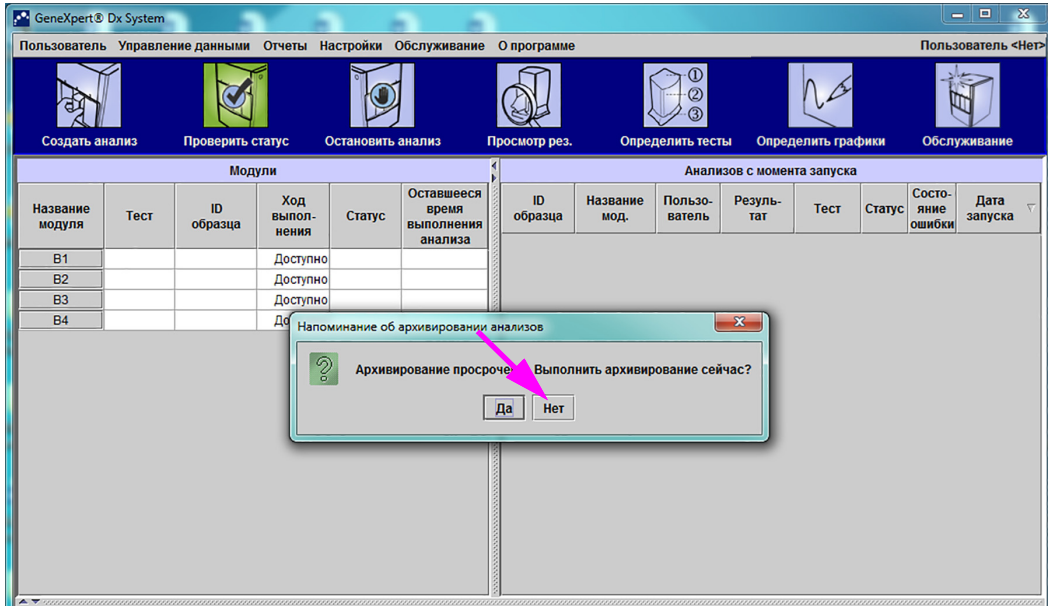 GeneXpert® Dx System
Пользователь Управление данными Отчеты Настройки Обслуживание О программе Пользователь <Нет>
Создать анализ Проверить статус Остановить анализ Просмотр рез. Определить тесты Определить графики Обслуживание
Модули
Название модуля
Тест
ID образца
Ход выпол-
нения
Статус
Оставшееся
время
выполнения
анализа
Анализов с момента запуска
ID образца
Название мод.
Пользо-
ватель
Резуль-
тат
Тест
Статус
Состо-
яние
ошибки
Дата запуска
B1 Доступно
B2 Доступно
B3 Доступно
B4
Напоминание об архивировании анализов
Архивирование Выполнить архивирование сейчас?
Да Нет